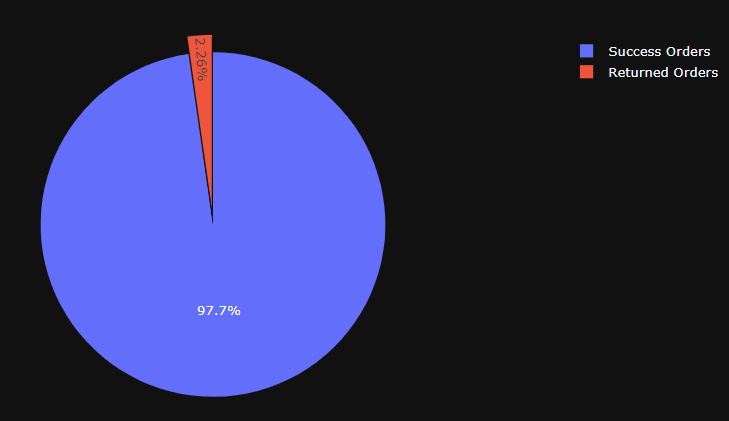 2.26%
97.7%
Success Orders
Returned Orders